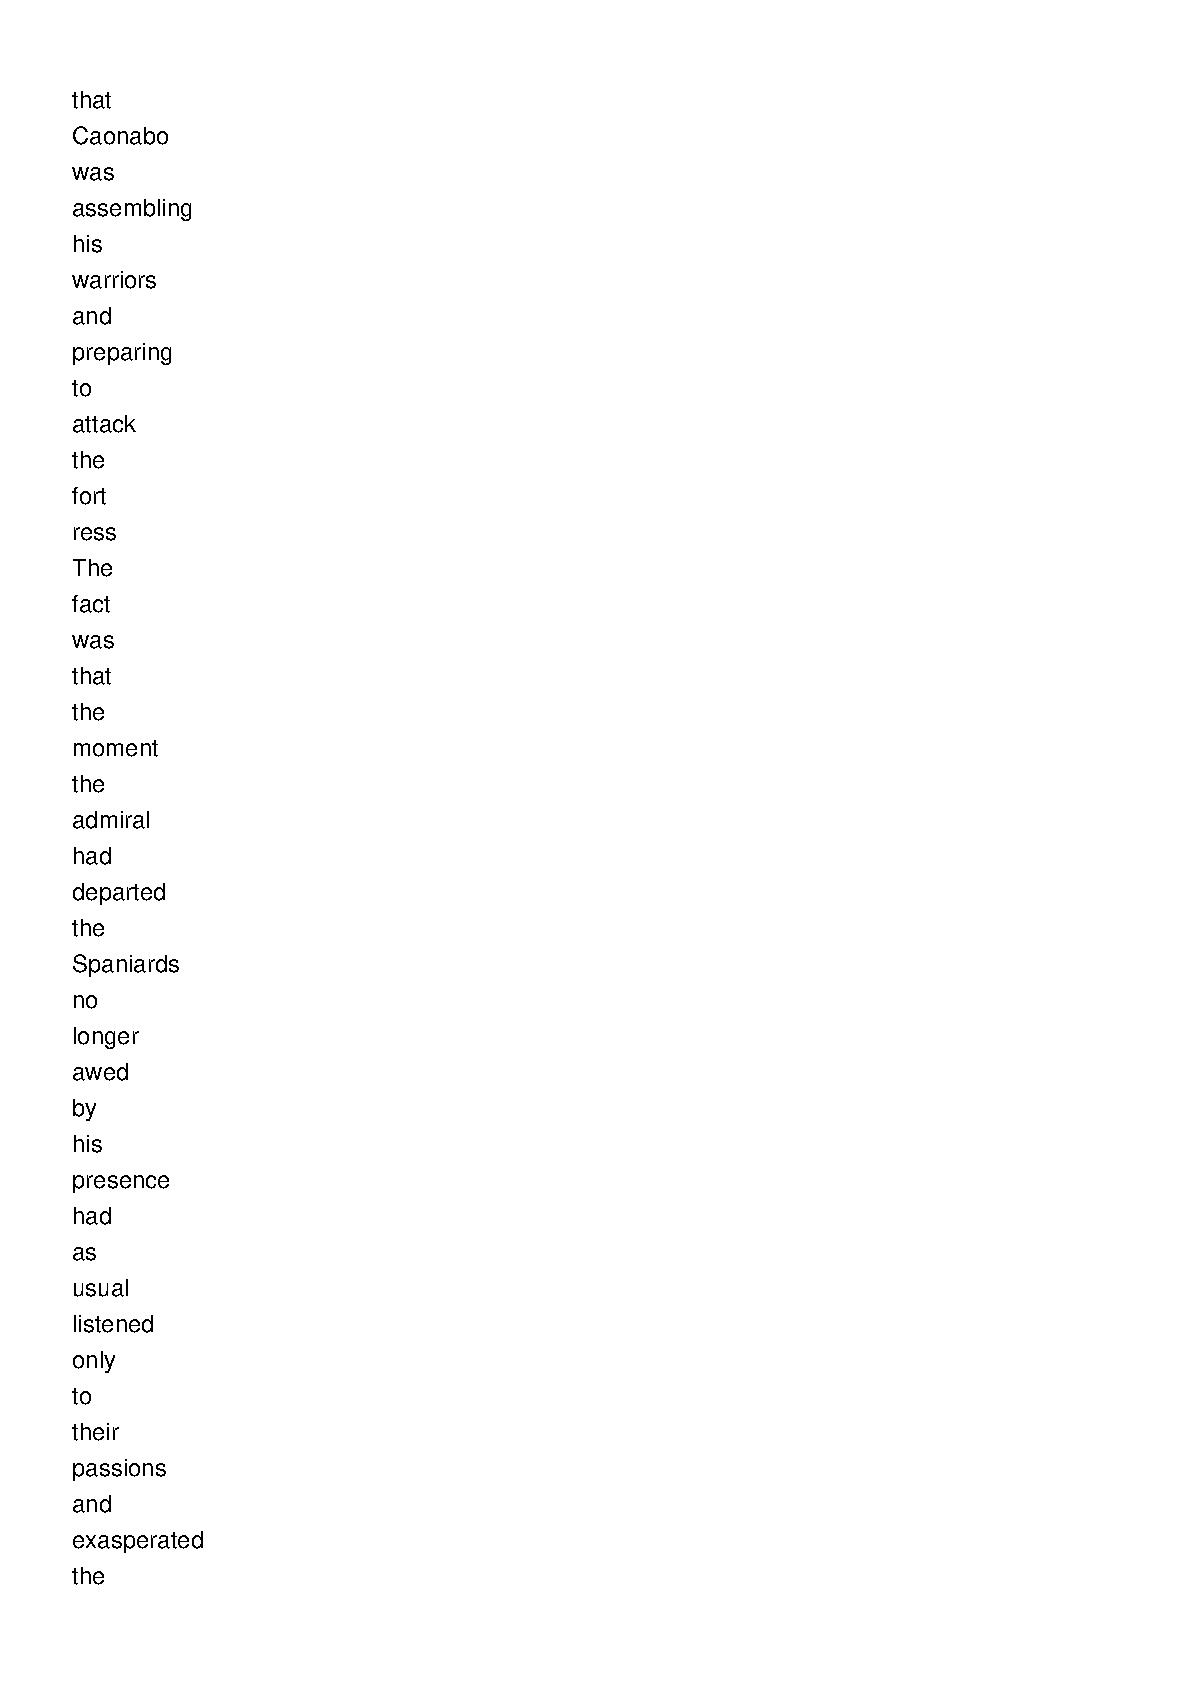 that
Caonabo
was
assembling
his
warriors
and
preparing
to
attack
the
fort
ress
The
fact
was
that
the
moment
the
admiral
had
departed
the
Spaniards
no
longer
awed
by
his
presence
had
as
usual
listened
only
to
their
passions
and
exasperated
the